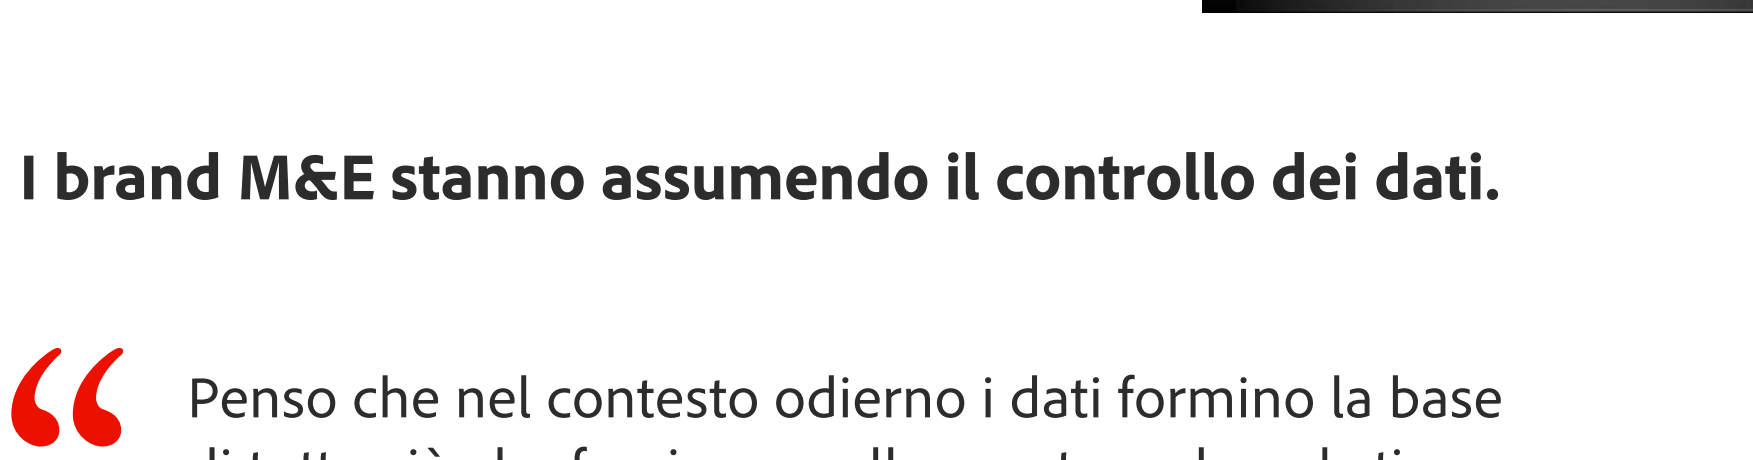 I brand M&E stanno assumendo il controllo dei dati.
“ Penso che nel contesto odierno i dati formino la base